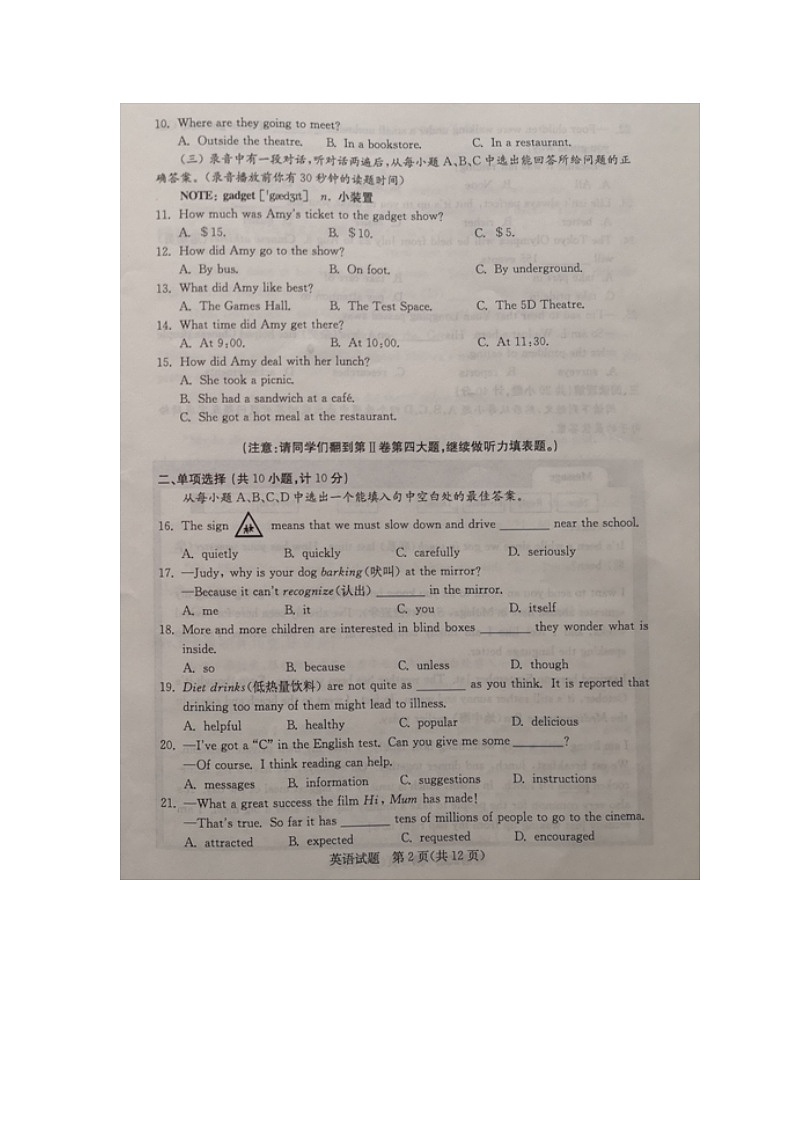 10. Where are they going to meet?
A. Outside the theatre. B. In a bookstore. C. In a restaurant.
(三) 录音中有一段对话,听对话两遍后,从每小题 A、B、C 中选出能回答所给问题的正
确答案。(录音播放前你有 30 秒钟的读题时间)
NOTE: gadget [ˈɡædʒɪt] n. 小装置
11. How much was Amy's ticket to the gadget show?
A. $15. B. $10. C. $5.
12. How did Amy go to the show?
A. By bus. B. On foot. C. By underground.
13. What did Amy like best?
A. The Games Hall. B. The Test Space. C. The 5D Theatre.
14. What time did Amy get there?
A. At 9:00. B. At 10:00. C. At 11:30.
15. How did Amy deal with her lunch?
A. She took a picnic.
B. She had a sandwich at a café.
C. She got a hot meal at the restaurant.
(注意:请同学们翻到第Ⅱ卷第四大题,继续做听力填表题。)
二、单项选择 (共 10 小题,计 10 分)
从每小题 A、B、C、D 中选出一个能填入句中空白处的最佳答案。
16. The sign means that we must slow down and drive ________ near the school.
A. quietly B. quickly C. carefully D. seriously
17. —Judy, why is your dog barking(吠叫) at the mirror?
—Because it can't recognize(认出) ________ in the mirror.
A. me B. it C. you D. itself
18. More and more children are interested in blind boxes ________ they wonder what is
inside.
A. so B. because C. unless D. though
19. Diet drinks(低热量饮料) are not quite as ________ as you think. It is reported that
drinking too many of them might lead to illness.
A. helpful B. healthy C. popular D. delicious
20. —I've got a "C" in the English test. Can you give me some ________?
—Of course. I think reading can help.
A. messages B. information C. suggestions D. instructions
21. —What a great success the film Hi, Mum has made!
—That's true. So far it has ________ tens of millions of people to go to the cinema.
A. attracted B. expected C. requested D. encouraged
英语试题 第 2 页(共 12 页)